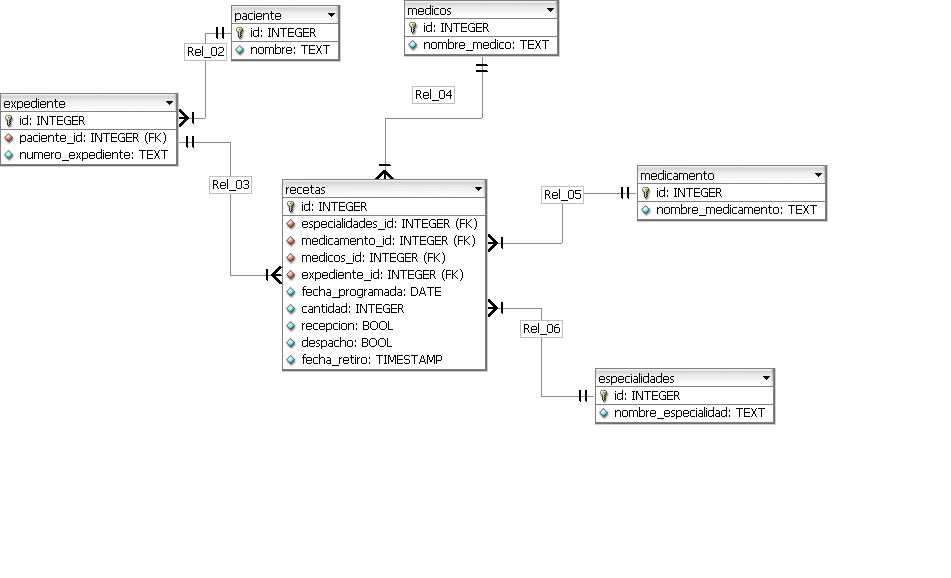 paciente
id: INTEGER
nombre: TEXT
medicos
id: INTEGER
nombre_medico: TEXT
Rel_02
Rel_04
expediente
id: INTEGER
paciente_id: INTEGER (FK)
numero_expediente: TEXT
Rel_03
recetas
id: INTEGER
especialidades_id: INTEGER (FK)
medicamento_id: INTEGER (FK)
medicos_id: INTEGER (FK)
expediente_id: INTEGER (FK)
fecha_programada: DATE
cantidad: INTEGER
recepcion: BOOL
despacho: BOOL
fecha_retiro: TIMESTAMP
Rel_05
medicamento
id: INTEGER
nombre_medicamento: TEXT
Rel_06
especialidades
id: INTEGER
nombre_especialidad: TEXT